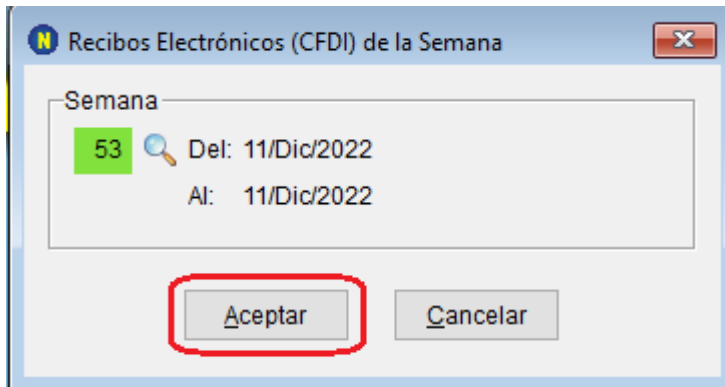 N Recibos Electrónicos (CFDI) de la Semana
Semana
53 Del: 11/Dic/2022
Al: 11/Dic/2022
Aceptar Cancelar